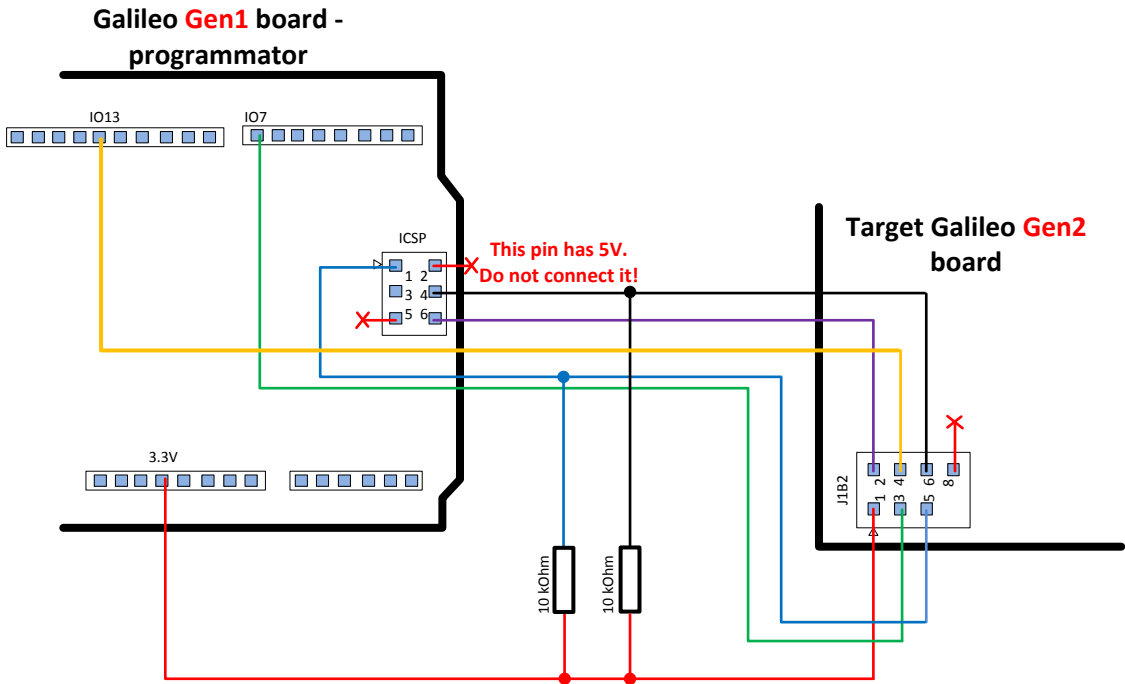 Galileo Gen1 board -
programmator
IO13
IO7
ICSP
1 2
3 4
5 6
This pin has 5V.
Do not connect it!
Target Galileo Gen2
board
3.3V
J1B2
2 4 6 8
1 3 5
10 kOhm
10 kOhm